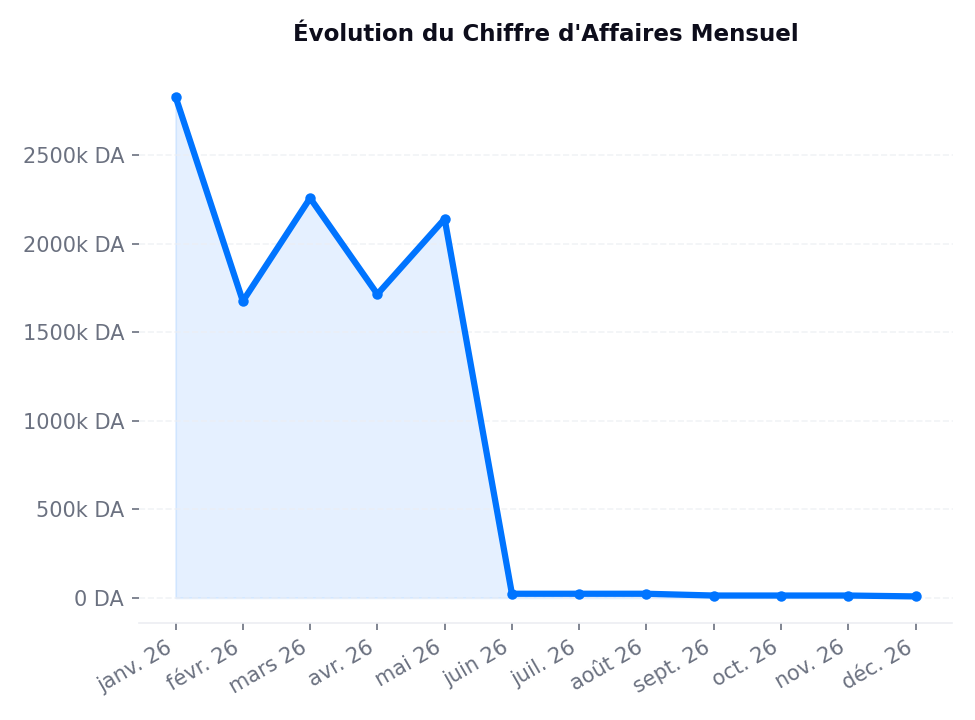 Évolution du Chiffre d'Affaires Mensuel
2500k DA
2000k DA
1500k DA
1000k DA
500k DA
0 DA
janv. 26
févr. 26
mars 26
avr. 26
mai 26
juin 26
juil. 26
août 26
sept. 26
oct. 26
nov. 26
déc. 26